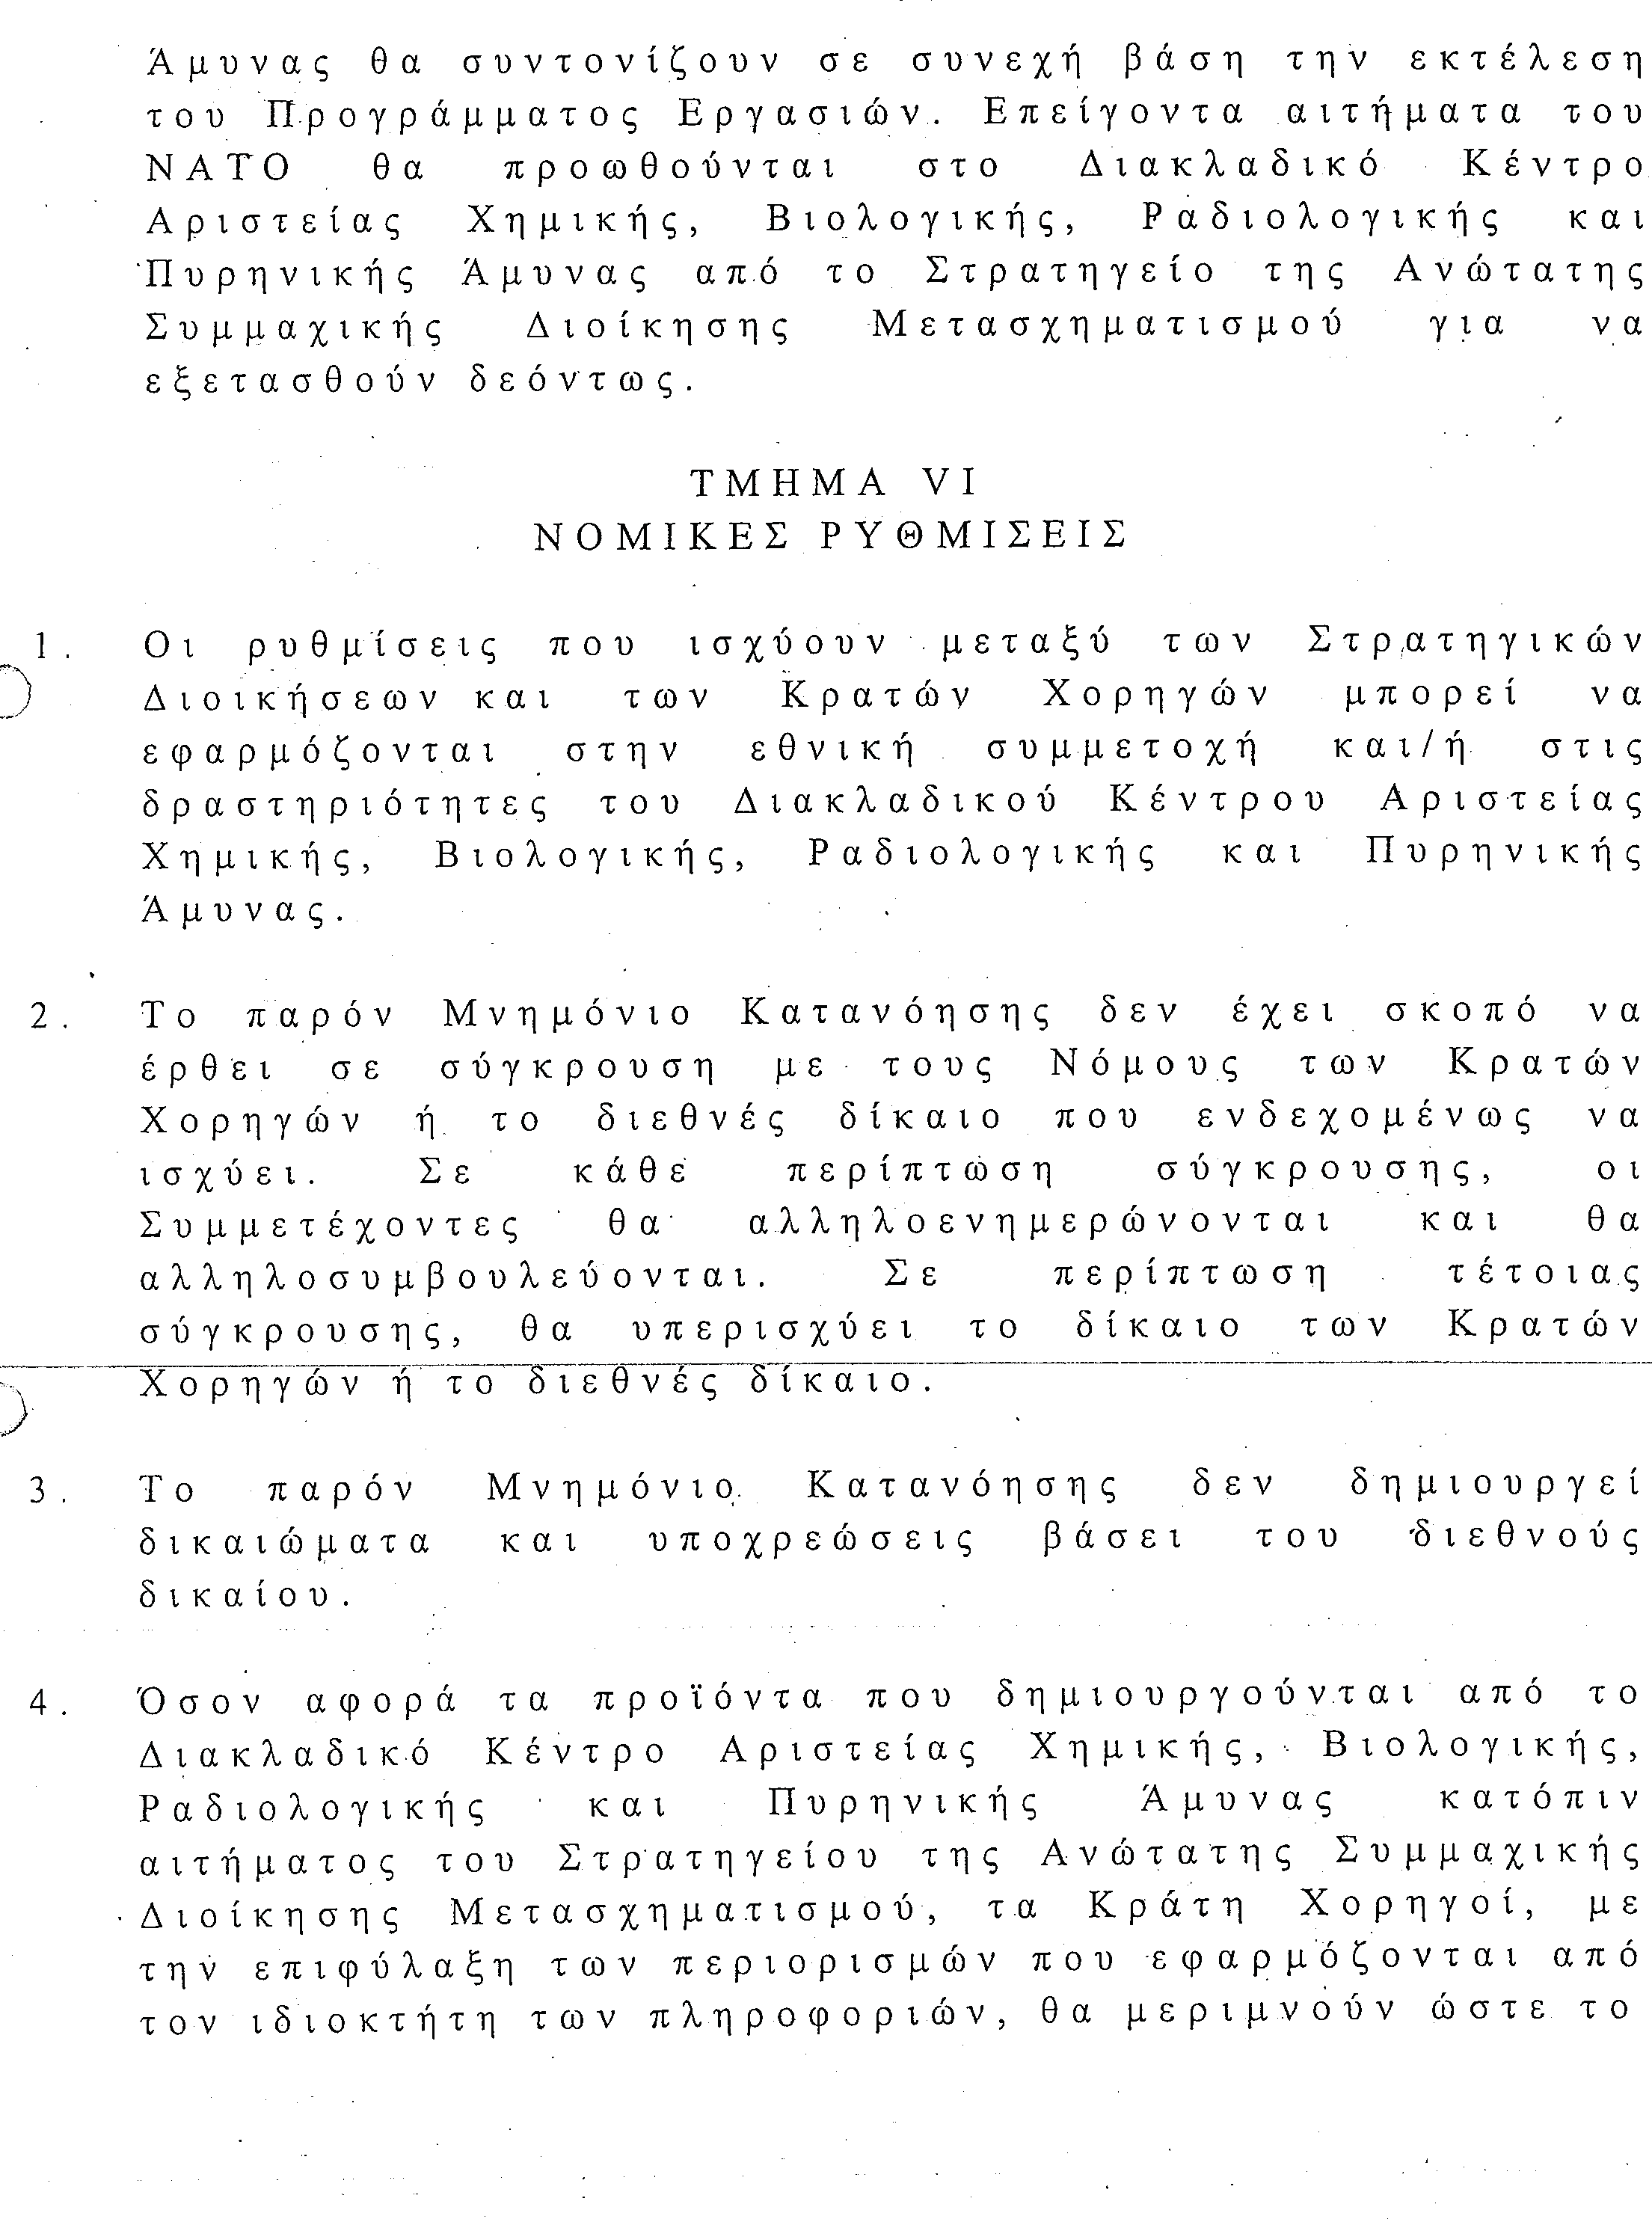 Άμυνας θα συντονίζουν σε συνεχή βάση την εκτέλεση
του Προγράμματος Εργασιών. Επείγοντα αιτήματα του
ΝΑΤΟ θα προωθούνται στο Διακλαδικό Κέντρο
Αριστείας Χημικής, Βιολογικής, Ραδιολογικής και
Πυρηνικής Άμυνας από το Στρατηγείο της Ανώτατης
Συμμαχικής Διοίκησης Μετασχηματισμού για να
εξετασθούν δεόντως.
ΤΜΗΜΑ VI
ΝΟΜΙΚΕΣ ΡΥΘΜΙΣΕΙΣ
1. Οι ρυθμίσεις που ισχύουν μεταξύ των Στρατηγικών
Διοικήσεων και των Κρατών Χορηγών μπορεί να
εφαρμόζονται στην εθνική συμμετοχή και/ή στις
δραστηριότητες του Διακλαδικού Κέντρου Αριστείας
Χημικής, Βιολογικής, Ραδιολογικής και Πυρηνικής
Άμυνας.
2. Το παρόν Μνημόνιο Κατανόησης δεν έχει σκοπό να
έρθει σε σύγκρουση με τους Νόμους των Κρατών
Χορηγών ή το διεθνές δίκαιο που ενδεχομένως να
ισχύει. Σε κάθε περίπτωση σύγκρουσης, οι
Συμμετέχοντες θα αλληλοενημερώνονται και θα
αλληλοσυμβουλεύονται. Σε περίπτωση τέτοιας
σύγκρουσης, θα υπερισχύει το δίκαιο των Κρατών
Χορηγών ή το διεθνές δίκαιο.
3. Το παρόν Μνημόνιο Κατανόησης δεν δημιουργεί
δικαιώματα και υποχρεώσεις βάσει του διεθνούς
δικαίου.
4. Όσον αφορά τα προϊόντα που δημιουργούνται από το
Διακλαδικό Κέντρο Αριστείας Χημικής, Βιολογικής,
Ραδιολογικής και Πυρηνικής Άμυνας κατόπιν
αιτήματος του Στρατηγείου της Ανώτατης Συμμαχικής
Διοίκησης Μετασχηματισμού, τα Κράτη Χορηγοί, με
την επιφύλαξη των περιορισμών που εφαρμόζονται από
τον ιδιοκτήτη των πληροφοριών, θα μεριμνούν ώστε το